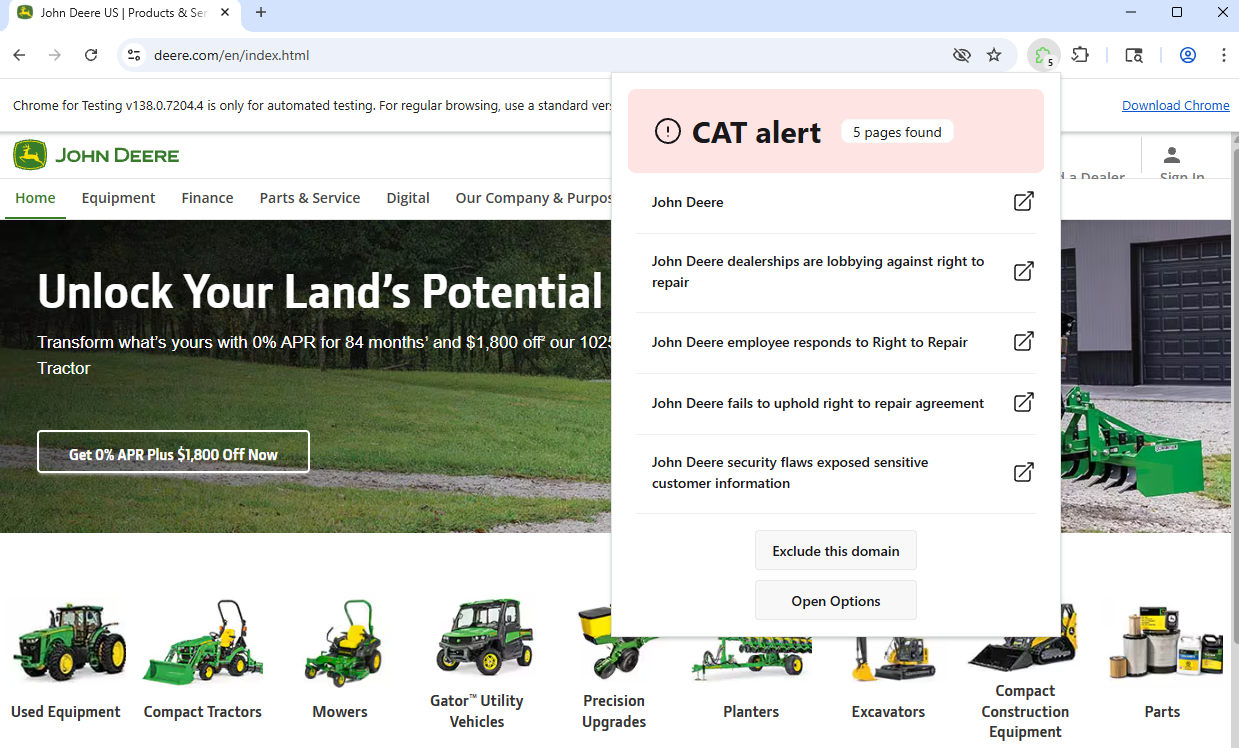 John Deere US | Products & Ser
deere.com/en/index.html
5
Chrome for Testing v138.0.7204.4 is only for automated testing. For regular browsing, use a standard ver
Download Chrome
CAT alert
5 pages found
JOHN DEERE
a Dealer
Sign In
Home
Equipment
Finance
Parts & Service
Digital
Our Company & Purpos
John Deere
John Deere dealerships are lobbying against right to
repair
John Deere employee responds to Right to Repair
John Deere fails to uphold right to repair agreement
John Deere security flaws exposed sensitive
customer information
Exclude this domain
Open Options
Unlock Your Land’s Potential
Transform what’s yours with 0% APR for 84 months¹ and $1,800 off² our 1025
Tractor
Get 0% APR Plus $1,800 Off Now
Used Equipment
Compact Tractors
Mowers
Gator™ Utility
Vehicles
Precision
Upgrades
Planters
Excavators
Compact
Construction
Equipment
Parts